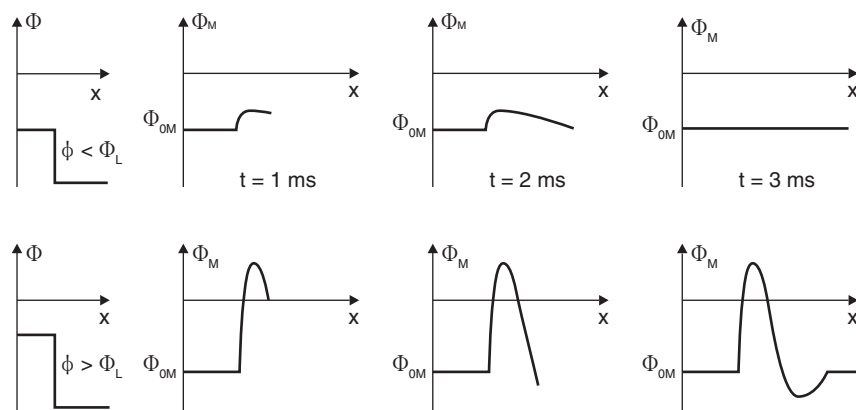 Φ Φ_M Φ_M Φ_M
x x x x
Φ_0M Φ_0M Φ_0M
ϕ < Φ_L
t = 1 ms t = 2 ms t = 3 ms
Φ Φ_M Φ_M Φ_M
x x x x
ϕ > Φ_L Φ_0M Φ_0M Φ_0M